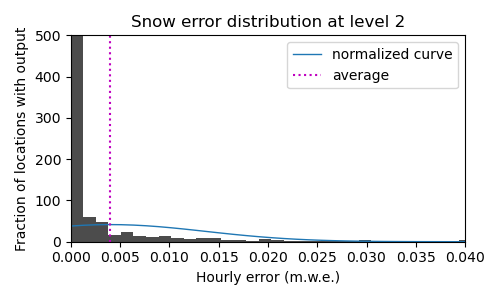 Snow error distribution at level 2
Fraction of locations with output
500
400
300
200
100
0
normalized curve
average
0.000 0.005 0.010 0.015 0.020 0.025 0.030 0.035 0.040
Hourly error (m.w.e.)